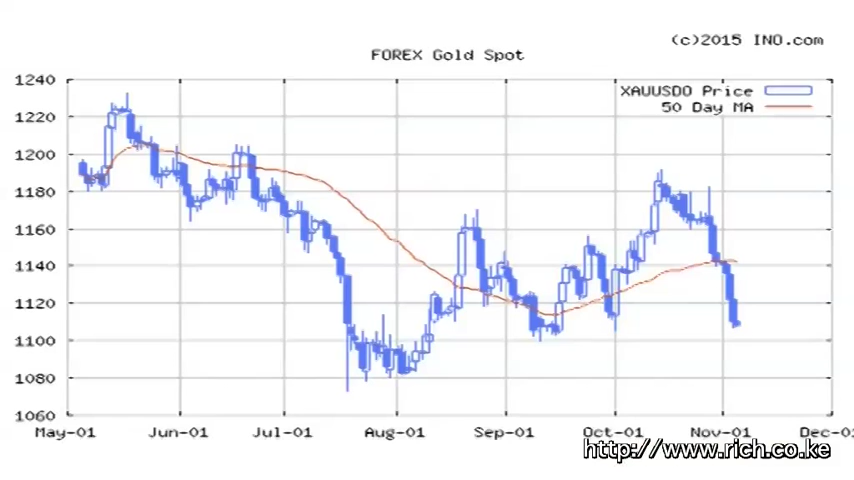 (c)2015 INO.com
FOREX Gold Spot
XAUUSDO Price
50 Day MA
1240
1220
1200
1180
1160
1140
1120
1100
1080
1060
May-01 Jun-01 Jul-01 Aug-01 Sep-01 Oct-01 Nov-01 Dec-0
http://www.rich.co.ke